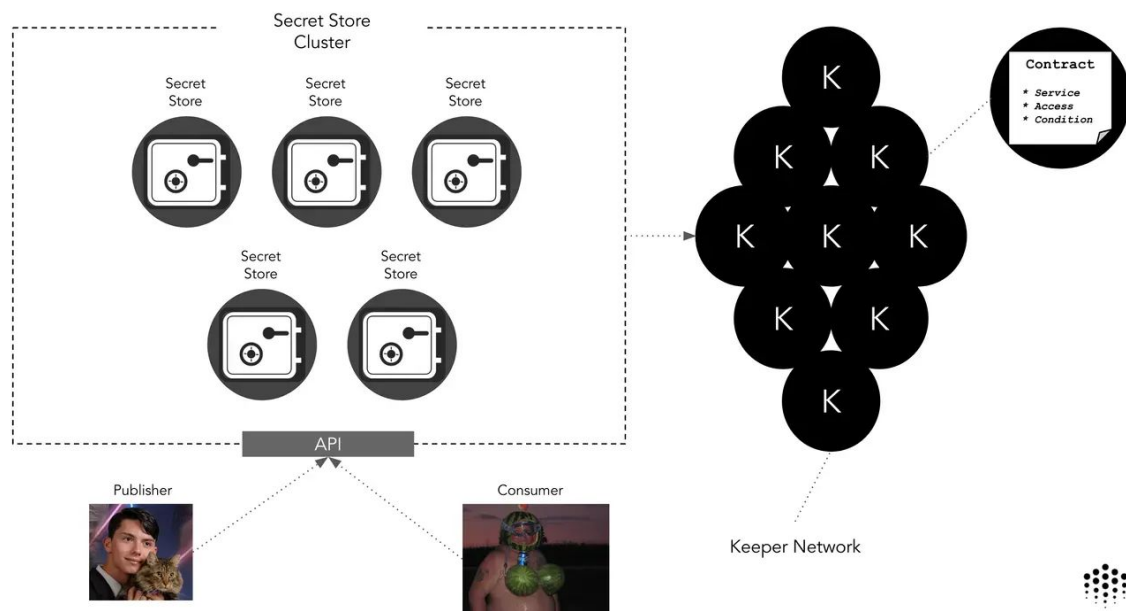 Secret Store
Cluster
Secret
Store
Secret
Store
Secret
Store
Secret
Store
Secret
Store
API
Publisher
Consumer
K
K
K
K
K
K
K
K
K
Contract
* Service
* Access
* Condition
Keeper Network